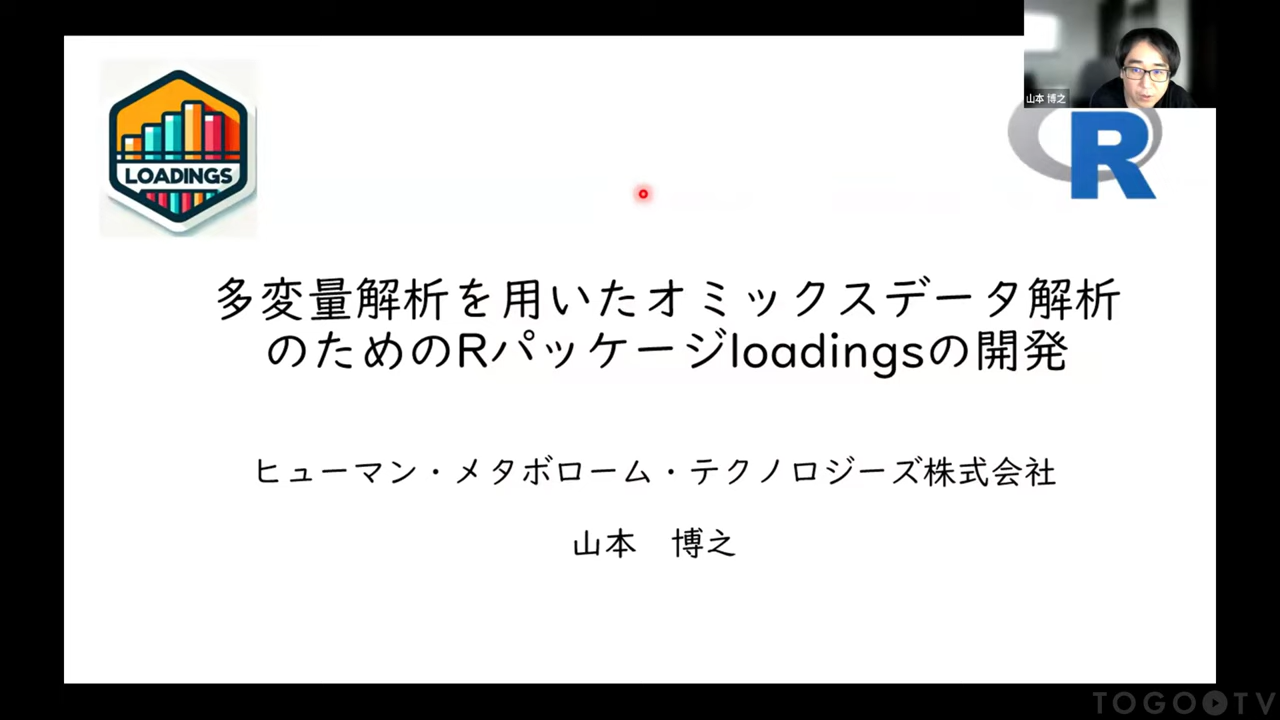 山本 博之
LOADINGS
R
多変量解析を用いたオミックスデータ解析
のためのRパッケージloadingsの開発
ヒューマン・メタボローム・テクノロジーズ株式会社
山本　博之
TOGO TV